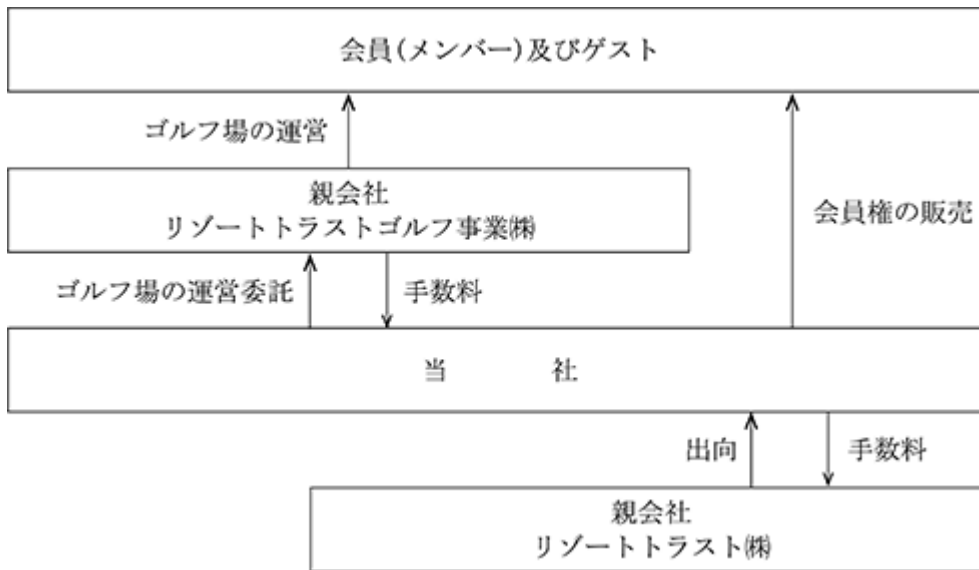 会員(メンバー)及びゲスト
ゴルフ場の運営
会員権の販売
親会社
リゾートトラストゴルフ事業㈱
ゴルフ場の運営委託
手数料
当社
出向
手数料
親会社
リゾートトラスト㈱